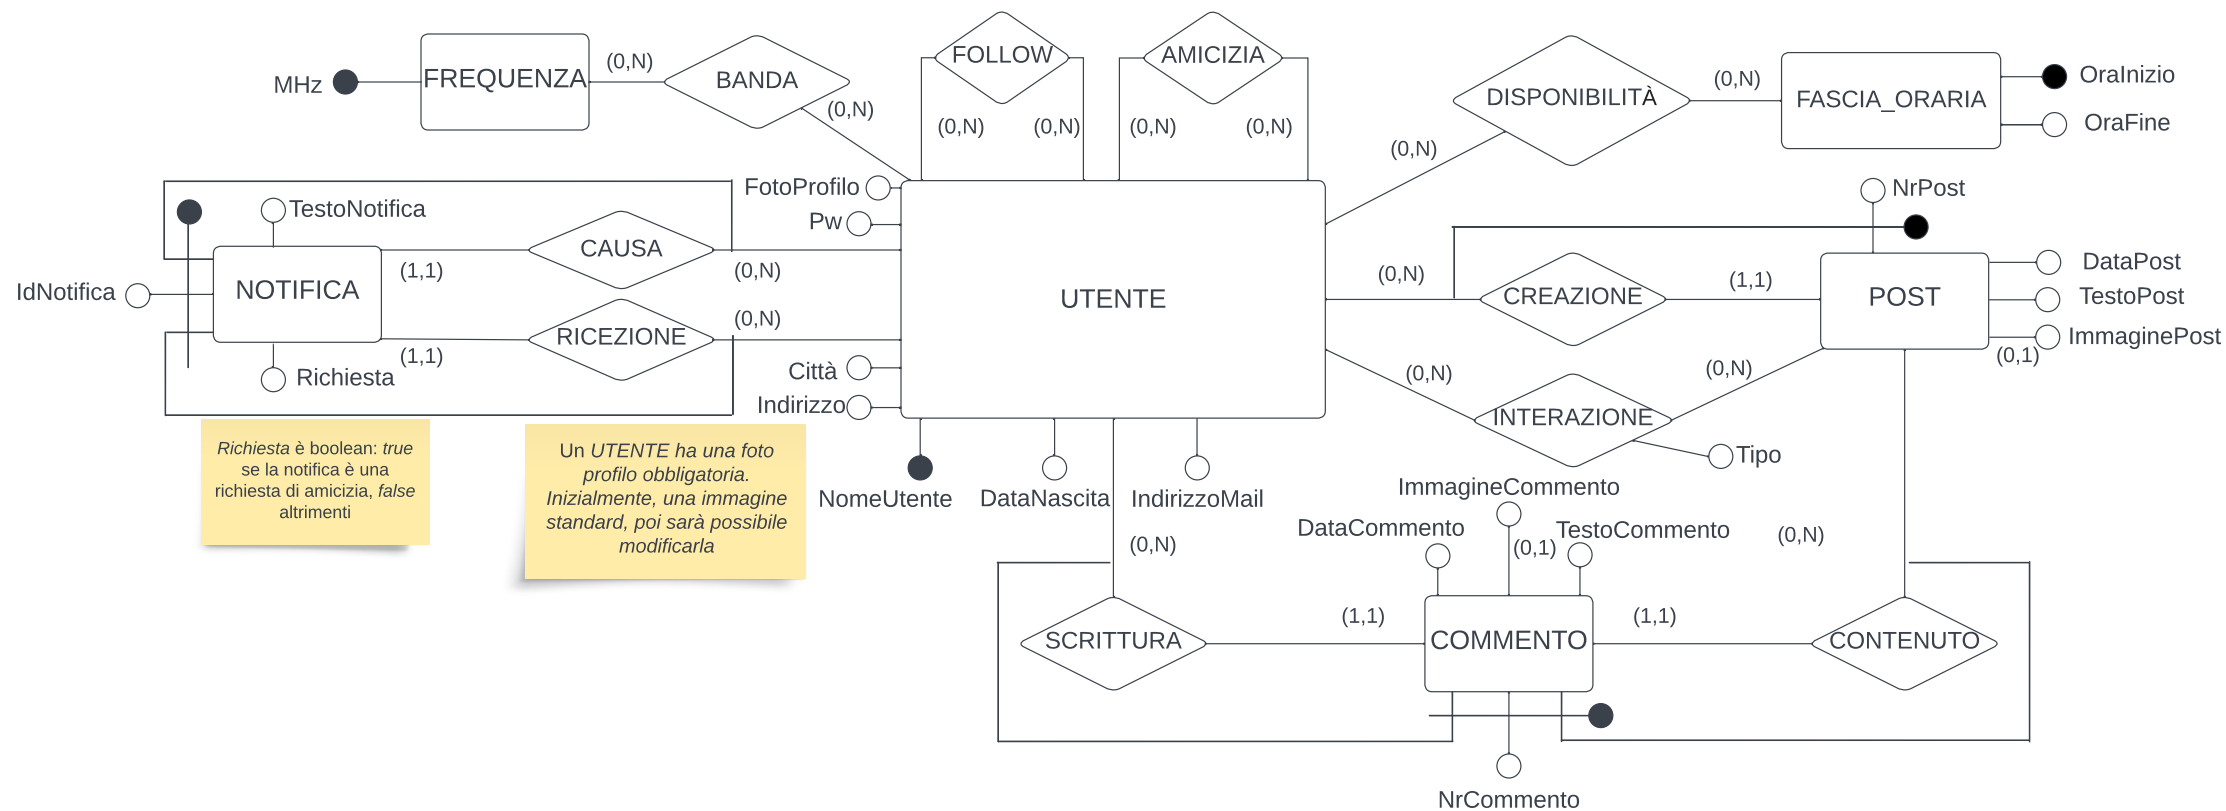 FOLLOW
AMICIZIA
MHz
FREQUENZA
(0,N)
BANDA
(0,N)
(0,N)
(0,N)
(0,N)
(0,N)
DISPONIBILITÀ
(0,N)
(0,N)
FASCIA_ORARIA
OraInizio
OraFine
FotoProfilo
Pw
TestoNotifica
CAUSA
(1,1)
(0,N)
IdNotifica
NOTIFICA
RICEZIONE
(1,1)
(0,N)
Richiesta
UTENTE
Città
Indirizzo
NomeUtente
DataNascita
IndirizzoMail
NrPost
(0,N)
CREAZIONE
(1,1)
POST
DataPost
TestoPost
ImmaginePost
(0,1)
(0,N)
INTERAZIONE
(0,N)
Tipo
Richiesta è boolean: true
se la notifica è una
richiesta di amicizia, false
altrimenti
Un UTENTE ha una foto
profilo obbligatoria.
Inizialmente, una immagine
standard, poi sarà possibile
modificarla
ImmagineCommento
DataCommento
TestoCommento
(0,1)
(0,N)
(0,N)
SCRITTURA
(1,1)
COMMENTO
(1,1)
CONTENUTO
NrCommento